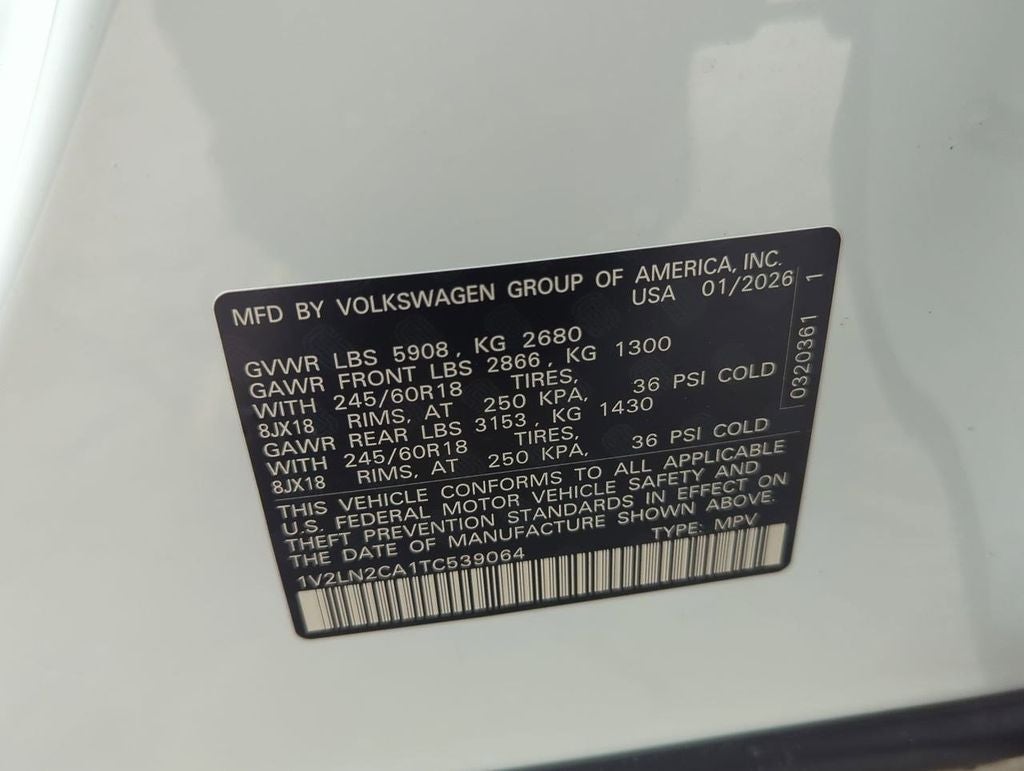 MFD BY VOLKSWAGEN GROUP OF AMERICA, INC.
USA 01/2026
GVWR LBS 5908, KG 2680
GAWR FRONT LBS 2866, KG 1300
WITH 245/60R18 TIRES,
8JX18 RIMS, AT 250 KPA, 36 PSI COLD
GAWR REAR LBS 3153, KG 1430
WITH 245/60R18 TIRES,
8JX18 RIMS, AT 250 KPA, 36 PSI COLD
THIS VEHICLE CONFORMS TO ALL APPLICABLE
U.S. FEDERAL MOTOR VEHICLE SAFETY AND
THEFT PREVENTION STANDARDS IN EFFECT ON
THE DATE OF MANUFACTURE SHOWN ABOVE.
1V2LN2CA1TC539064 TYPE: MPV
0320361 1